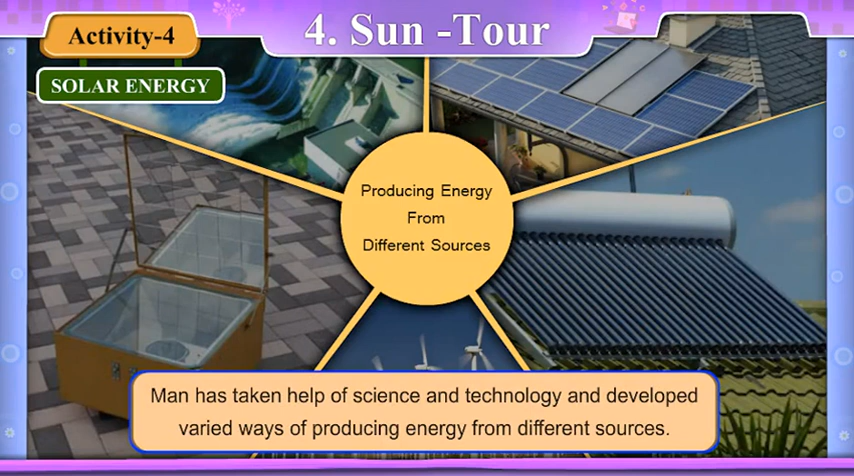 Activity-4
4. Sun -Tour
SOLAR ENERGY
Producing Energy
From
Different Sources
Man has taken help of science and technology and developed
varied ways of producing energy from different sources.